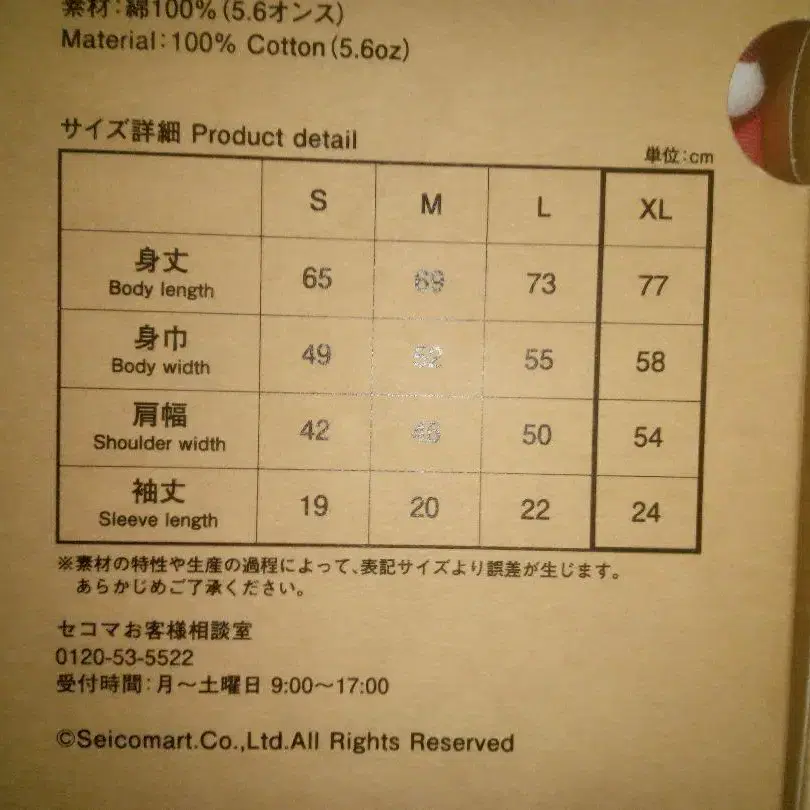 素材：綿100％(5.6オンス)
Material：100% Cotton(5.6oz)
サイズ詳細 Product detail
単位：cm
S M L XL
身丈
Body length
65 69 73 77
身巾
Body width
49 52 55 58
肩幅
Shoulder width
42 46 50 54
袖丈
Sleeve length
19 20 22 24
※素材の特性や生産の過程によって、表記サイズより誤差が生じます。
あらかじめご了承ください。
セコマお客様相談室
0120-53-5522
受付時間：月〜土曜日 9:00〜17:00
©Seicomart.Co.,Ltd.All Rights Reserved